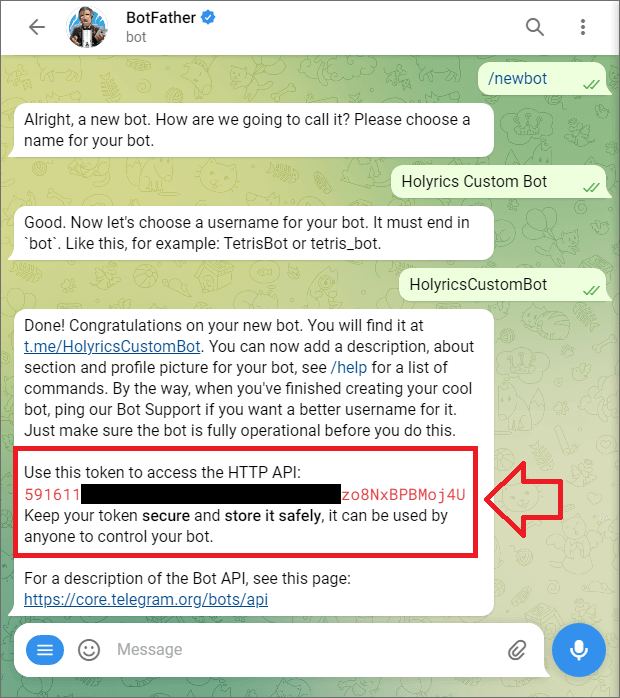 BotFather
bot
/newbot
Alright, a new bot. How are we going to call it? Please choose a
name for your bot.
Holyrics Custom Bot
Good. Now let's choose a username for your bot. It must end in
`bot`. Like this, for example: TetrisBot or tetris_bot.
HolyricsCustomBot
Done! Congratulations on your new bot. You will find it at
t.me/HolyricsCustomBot. You can now add a description, about
section and profile picture for your bot, see /help for a list of
commands. By the way, when you've finished creating your cool
bot, ping our Bot Support if you want a better username for it.
Just make sure the bot is fully operational before you do this.
Use this token to access the HTTP API:
591611 zo8NxBPBMoj4U
Keep your token secure and store it safely, it can be used by
anyone to control your bot.
For a description of the Bot API, see this page:
https://core.telegram.org/bots/api
Message